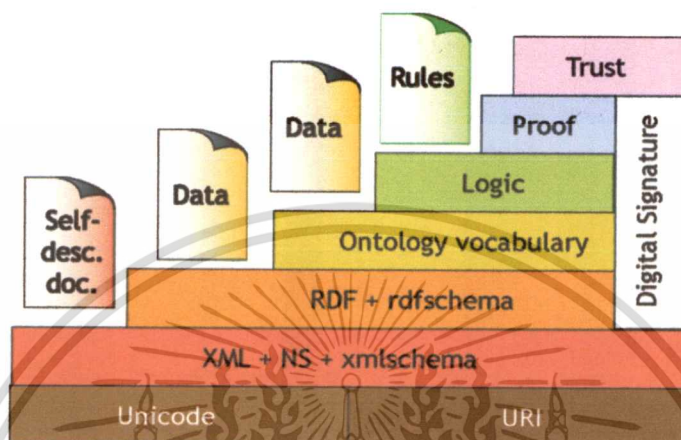 Rules
Trust
Data
Proof
Data
Logic
Self-
desc.
doc.
Ontology vocabulary
Digital Signature
RDF + rdfschema
XML + NS + xmlschema
Unicode
URI